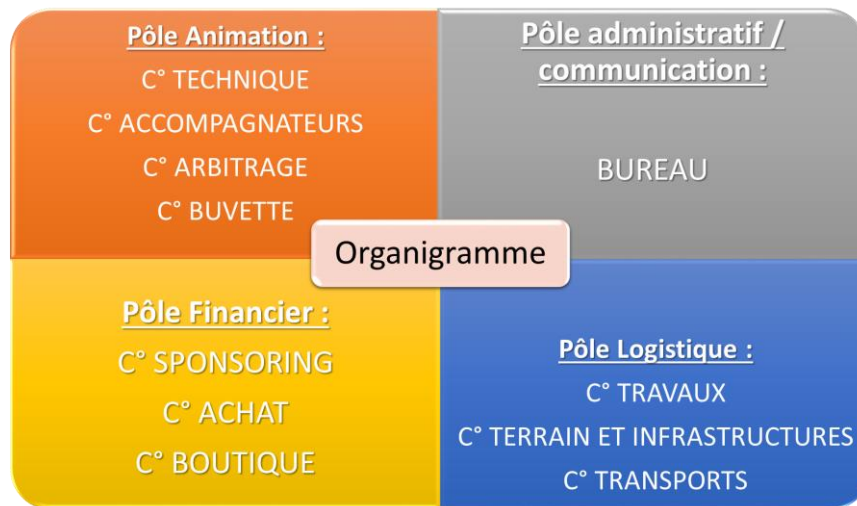 Pôle Animation :
C° TECHNIQUE
C° ACCOMPAGNATEURS
C° ARBITRAGE
C° BUVETTE
Pôle administratif /
communication :
BUREAU
Organigramme
Pôle Financier :
C° SPONSORING
C° ACHAT
C° BOUTIQUE
Pôle Logistique :
C° TRAVAUX
C° TERRAIN ET INFRASTRUCTURES
C° TRANSPORTS